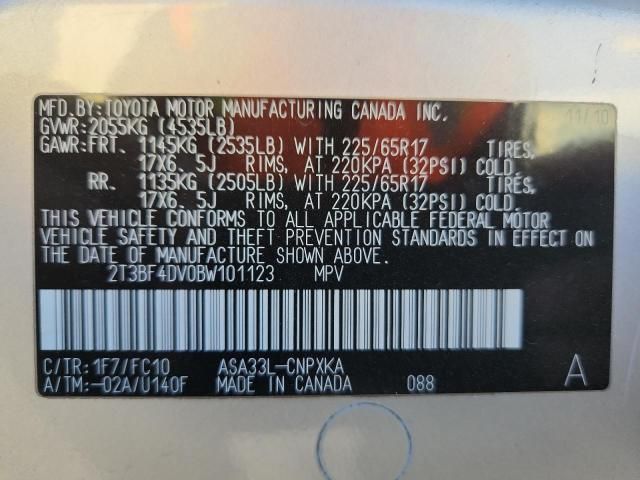 MFD.BY:TOYOTA MOTOR MANUFACTURING CANADA INC. 11/10
GVWR:2055KG (4535LB)
GAWR:FRT. 1145KG (2535LB) WITH 225/65R17 TIRES,
17X6. 5J RIMS, AT 220KPA (32PSI) COLD.
RR. 1135KG (2505LB) WITH 225/65R17 TIRES,
17X6. 5J RIMS, AT 220KPA (32PSI) COLD.
THIS VEHICLE CONFORMS TO ALL APPLICABLE FEDERAL MOTOR
VEHICLE SAFETY AND THEFT PREVENTION STANDARDS IN EFFECT ON
THE DATE OF MANUFACTURE SHOWN ABOVE.
2T3BF4DV0BW101123 MPV
C/TR:1F7/FC10 ASA33L-CNPXKA
A/TM:-02A/U140F MADE IN CANADA 088 A